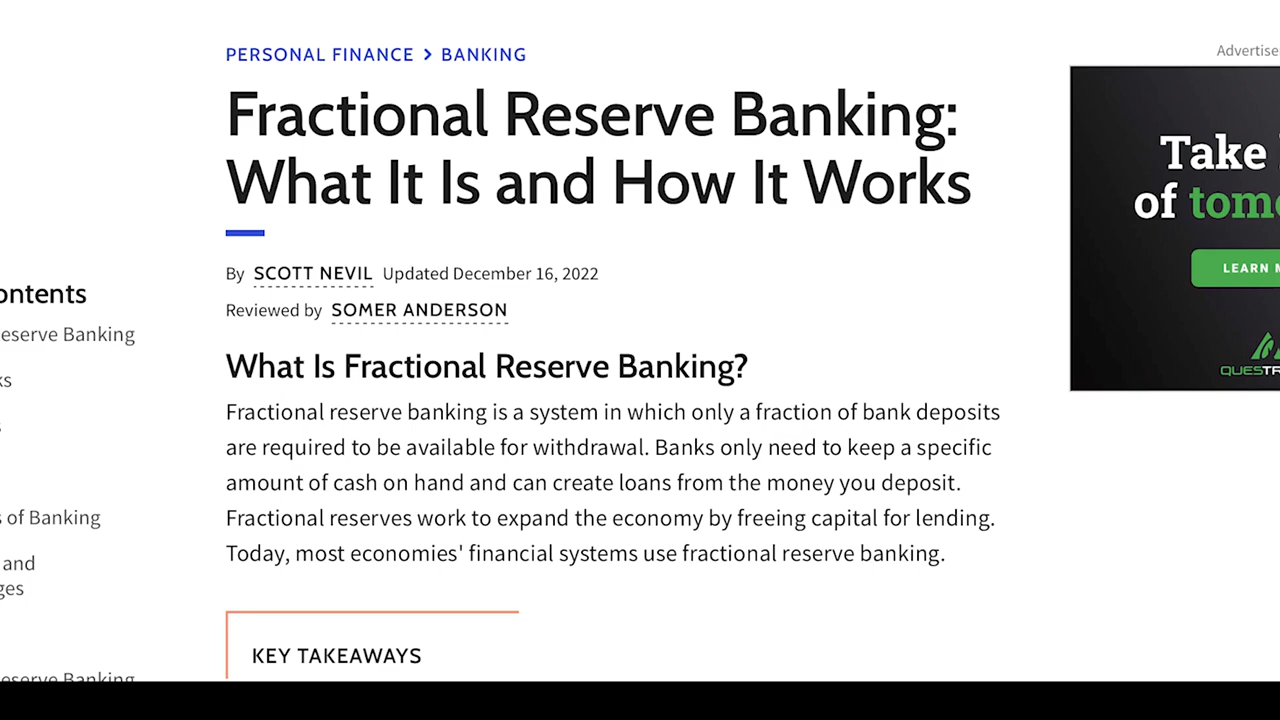 PERSONAL FINANCE > BANKING
Advertise
Fractional Reserve Banking:
What It Is and How It Works
By SCOTT NEVIL Updated December 16, 2022
Reviewed by SOMER ANDERSON
What Is Fractional Reserve Banking?
Fractional reserve banking is a system in which only a fraction of bank deposits
are required to be available for withdrawal. Banks only need to keep a specific
amount of cash on hand and can create loans from the money you deposit.
Fractional reserves work to expand the economy by freeing capital for lending.
Today, most economies' financial systems use fractional reserve banking.
KEY TAKEAWAYS
ontents
eserve Banking
ks
s of Banking
and
ges
eserve Banking
Take
of tomo
LEARN M
QUESTR